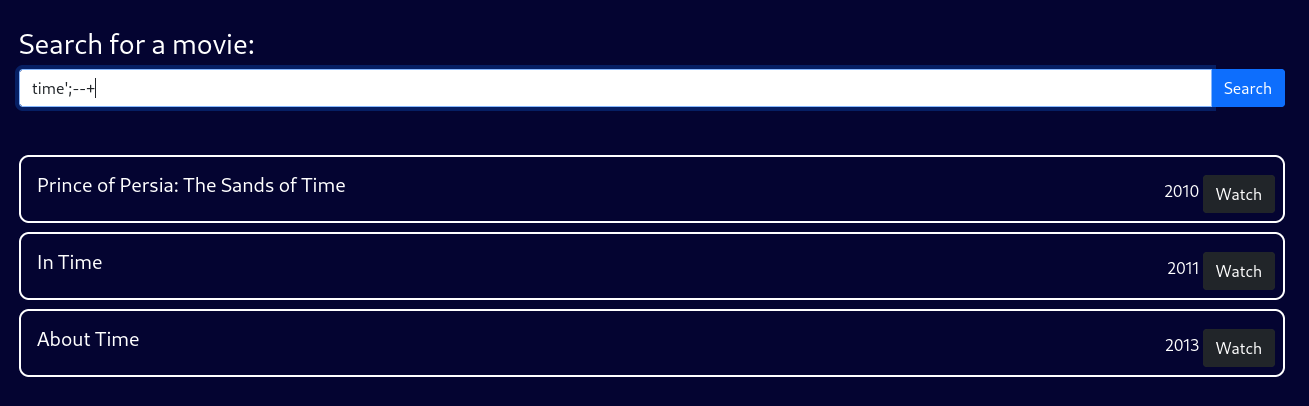 Search for a movie:
time';--+
Search
Prince of Persia: The Sands of Time
2010 Watch
In Time
2011 Watch
About Time
2013 Watch